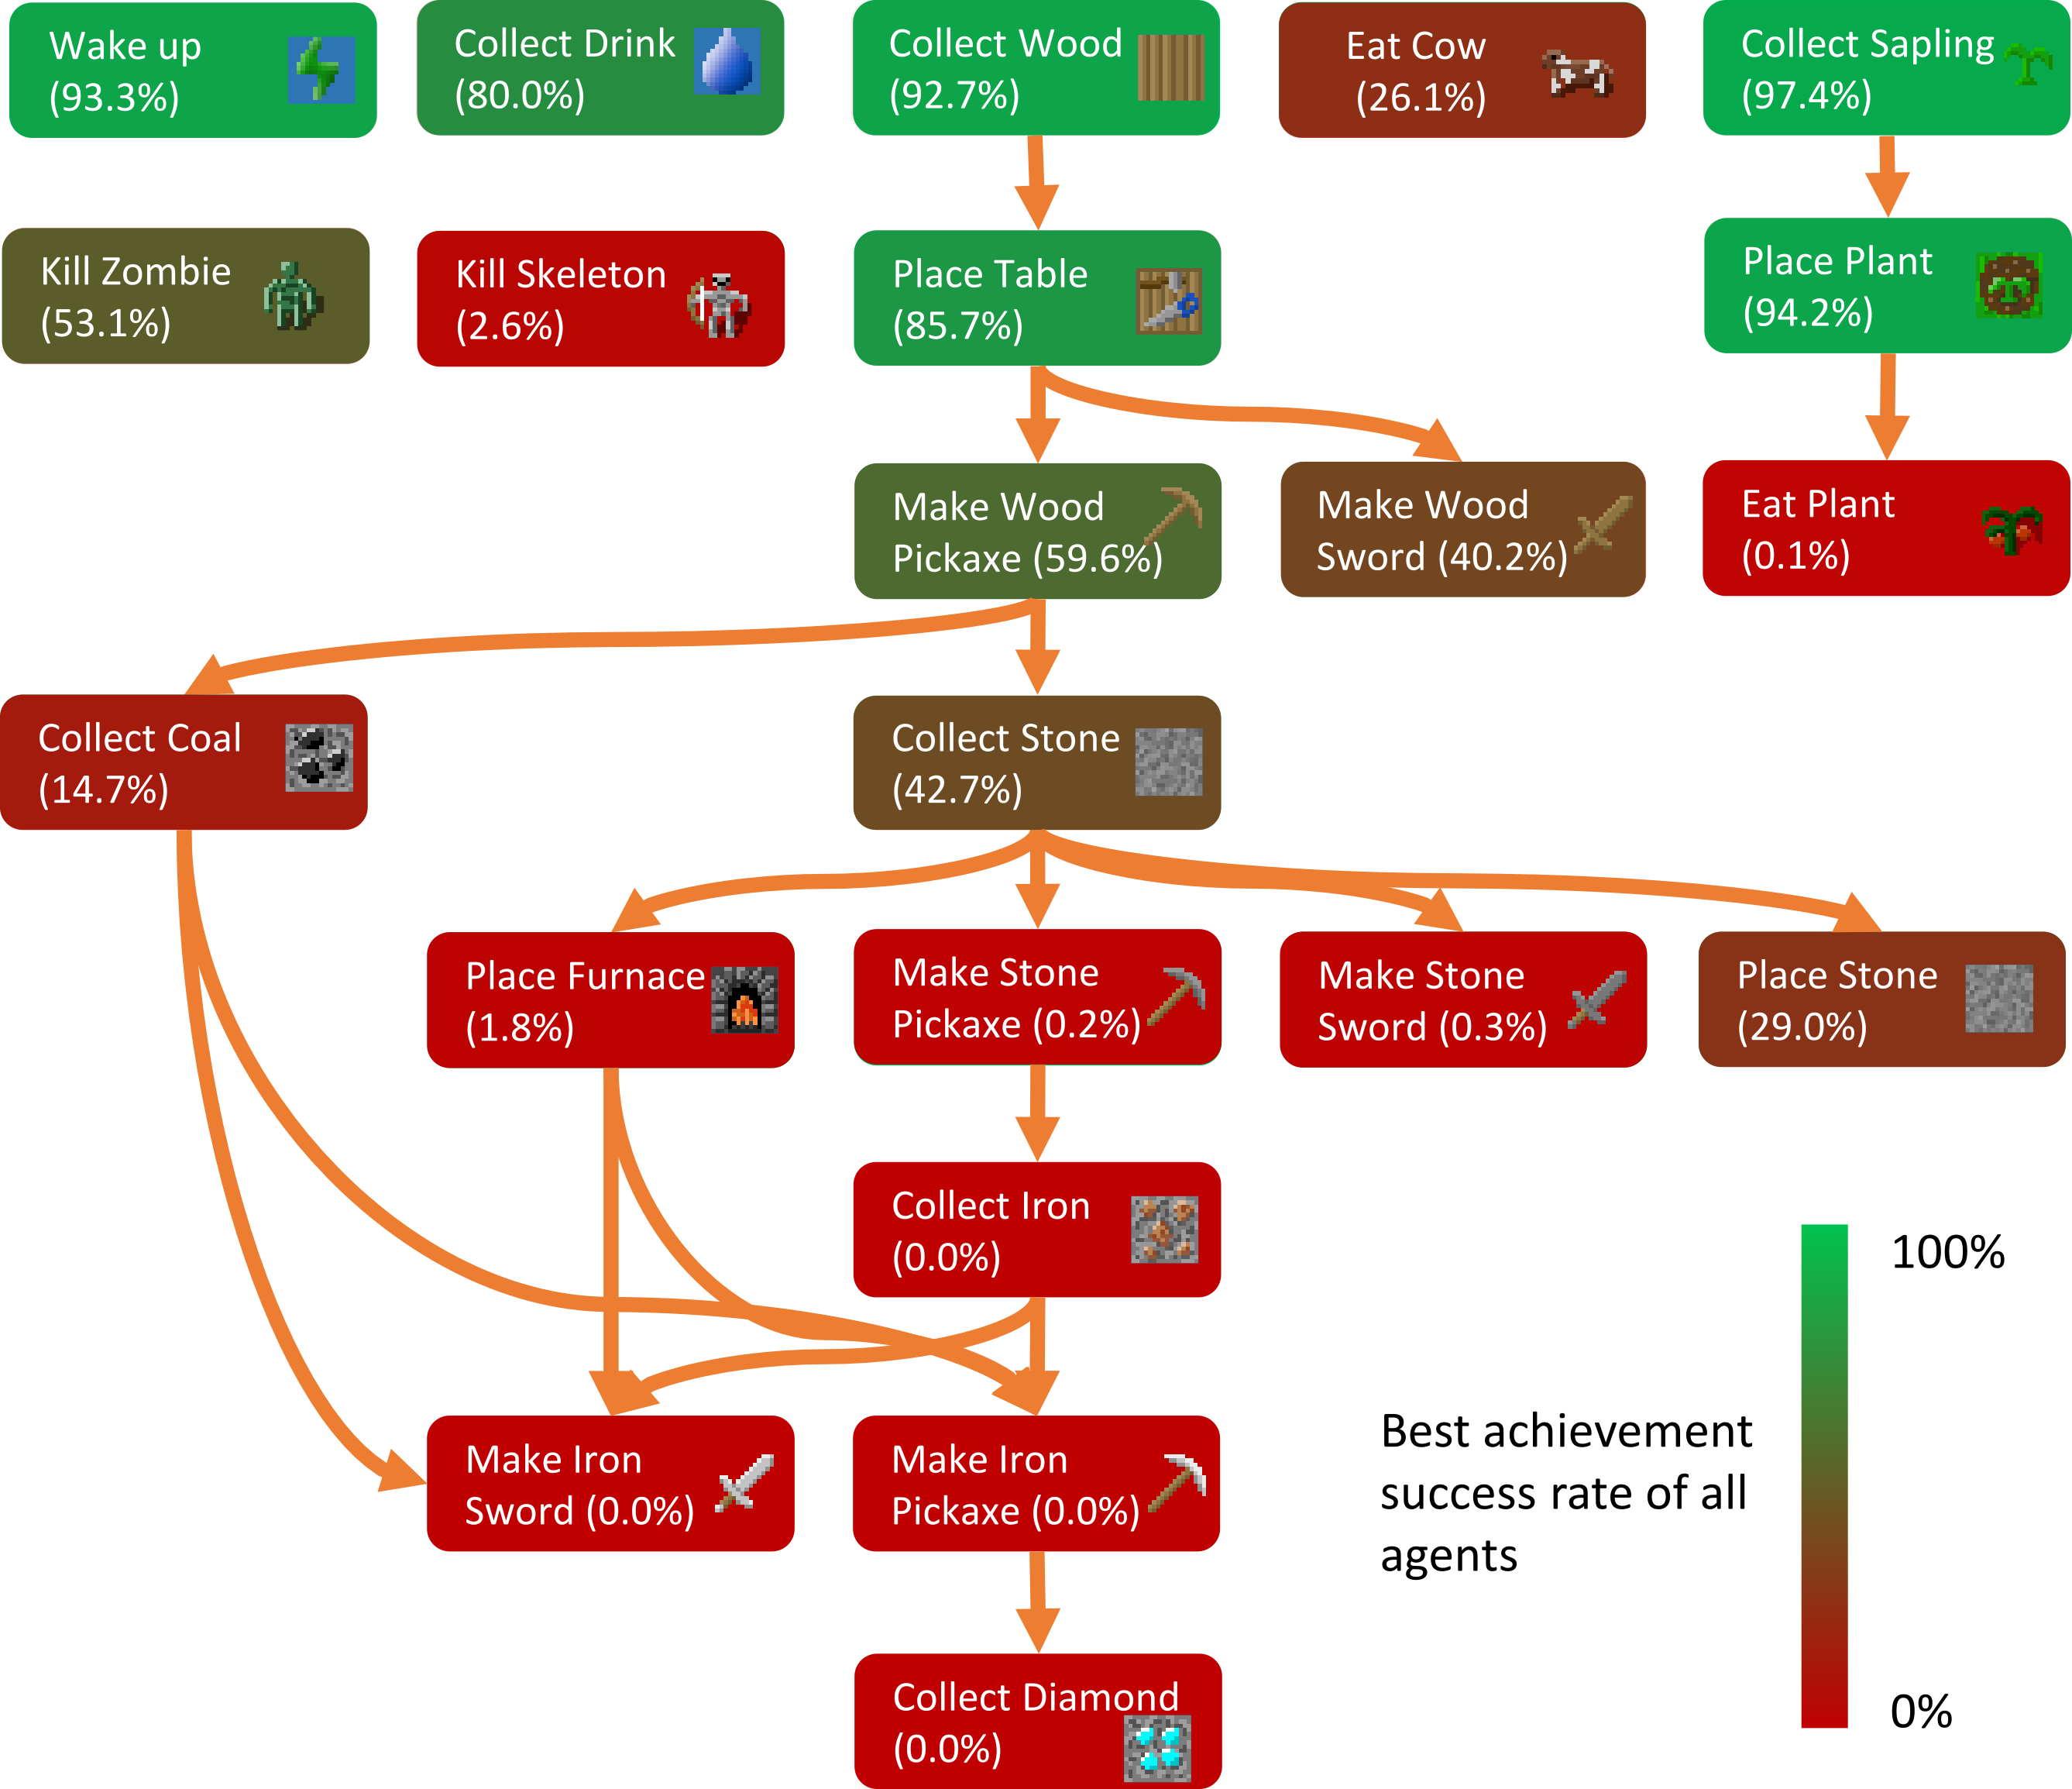 Wake up
(93.3%)
Collect Drink
(80.0%)
Collect Wood
(92.7%)
Eat Cow
(26.1%)
Collect Sapling
(97.4%)
Kill Zombie
(53.1%)
Kill Skeleton
(2.6%)
Place Table
(85.7%)
Place Plant
(94.2%)
Make Wood
Pickaxe (59.6%)
Make Wood
Sword (40.2%)
Eat Plant
(0.1%)
Collect Coal
(14.7%)
Collect Stone
(42.7%)
Place Furnace
(1.8%)
Make Stone
Pickaxe (0.2%)
Make Stone
Sword (0.3%)
Place Stone
(29.0%)
Collect Iron
(0.0%)
Make Iron
Sword (0.0%)
Make Iron
Pickaxe (0.0%)
Collect Diamond
(0.0%)
Best achievement
success rate of all
agents
100%
0%